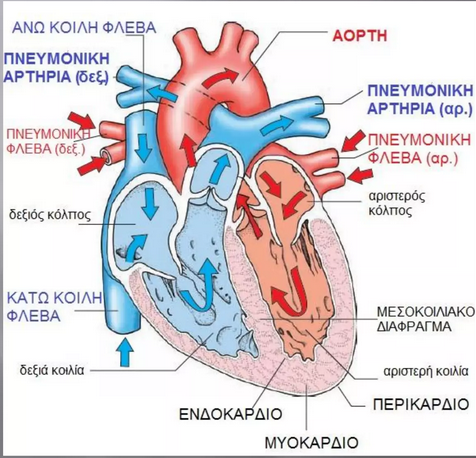 ΑΝΩ ΚΟΙΛΗ ΦΛΕΒΑ
ΑΟΡΤΗ
ΠΝΕΥΜΟΝΙΚΗ
ΑΡΤΗΡΙΑ (δεξ.)
ΠΝΕΥΜΟΝΙΚΗ
ΑΡΤΗΡΙΑ (αρ.)
ΠΝΕΥΜΟΝΙΚΗ
ΦΛΕΒΑ (δεξ.)
ΠΝΕΥΜΟΝΙΚΗ
ΦΛΕΒΑ (αρ.)
αριστερός
κόλπος
δεξιός κόλπος
ΚΑΤΩ ΚΟΙΛΗ
ΦΛΕΒΑ
ΜΕΣΟΚΟΙΛΙΑΚΟ
ΔΙΑΦΡΑΓΜΑ
δεξιά κοιλία
αριστερή κοιλία
ΕΝΔΟΚΑΡΔΙΟ
ΠΕΡΙΚΑΡΔΙΟ
ΜΥΟΚΑΡΔΙΟ